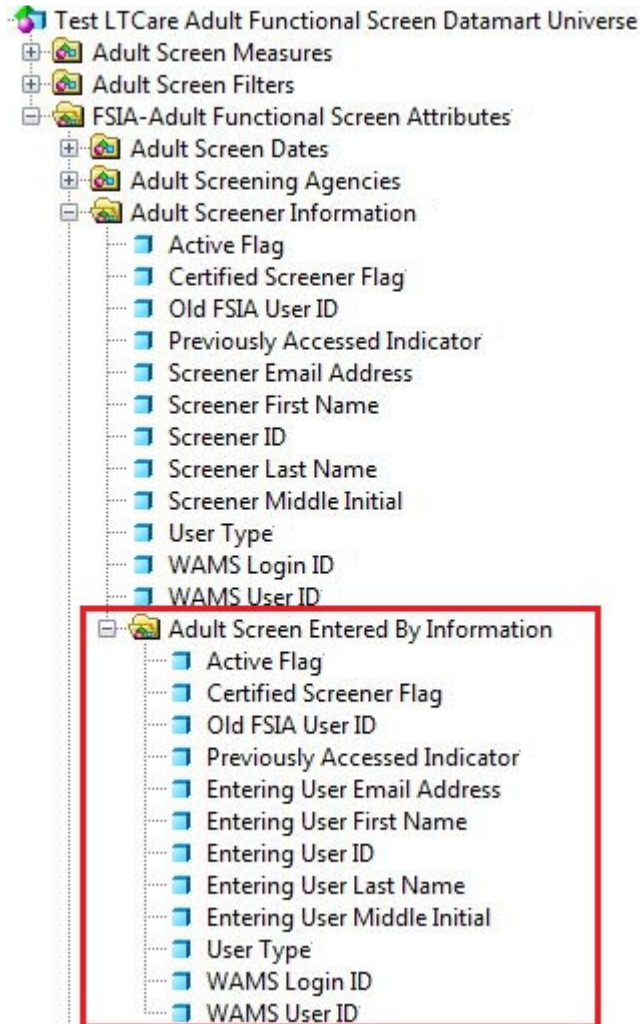 Test LTCare Adult Functional Screen Datamart Universe
Adult Screen Measures
Adult Screen Filters
FSIA-Adult Functional Screen Attributes
Adult Screen Dates
Adult Screening Agencies
Adult Screener Information
Active Flag
Certified Screener Flag
Old FSIA User ID
Previously Accessed Indicator
Screener Email Address
Screener First Name
Screener ID
Screener Last Name
Screener Middle Initial
User Type
WAMS Login ID
WAMS User ID
Adult Screen Entered By Information
Active Flag
Certified Screener Flag
Old FSIA User ID
Previously Accessed Indicator
Entering User Email Address
Entering User First Name
Entering User ID
Entering User Last Name
Entering User Middle Initial
User Type
WAMS Login ID
WAMS User ID